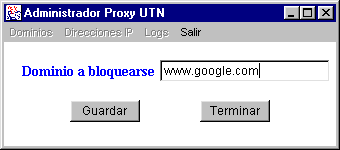 Administrador Proxy UTN
Dominios Direcciones IP Logs Salir
Dominio a bloquearse www.google.com
Guardar Terminar